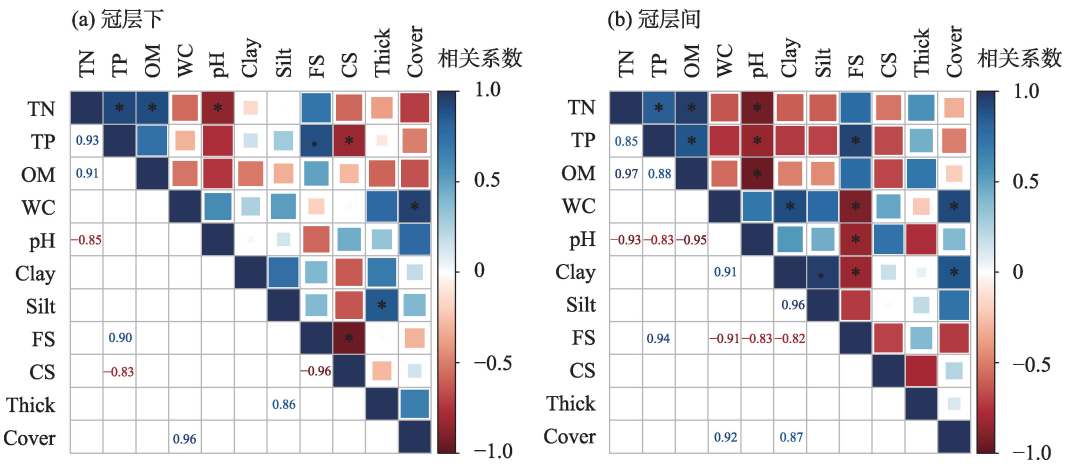 (a) 冠层下
TN TP OM WC pH Clay Silt FS CS Thick Cover 相关系数
TN * * * 1.0
TP 0.93 * *
OM 0.91 0.5
WC *
pH −0.85
Clay 0
Silt *
FS 0.90 *
CS −0.83 −0.96 −0.5
Thick 0.86
Cover 0.96 −1.0
(b) 冠层间
TN TP OM WC pH Clay Silt FS CS Thick Cover 相关系数
TN * * * 1.0
TP 0.85 * * *
OM 0.97 0.88 * 0.5
WC * * *
pH −0.93 −0.83 −0.95 *
Clay 0.91 * * * 0
Silt 0.96
FS 0.94 −0.91 −0.83 −0.82
CS −0.5
Thick
Cover 0.92 0.87 −1.0